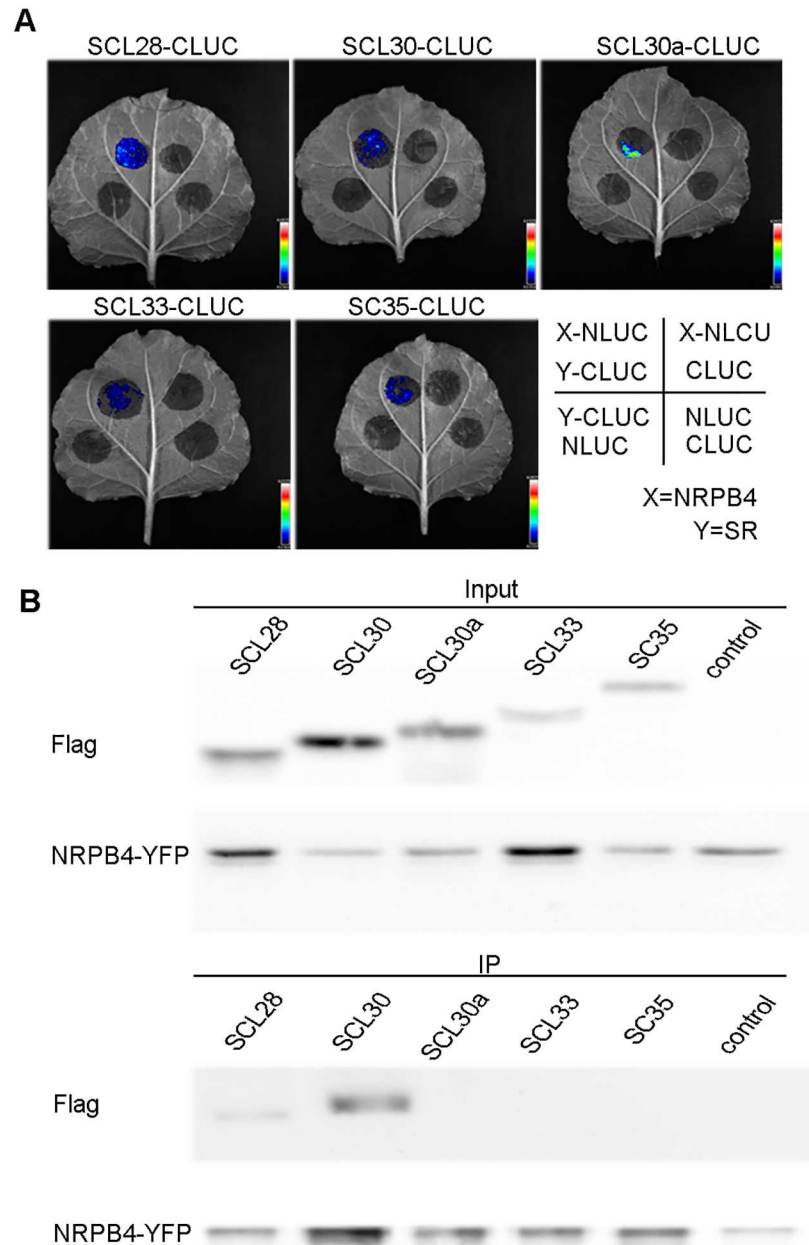 A
SCL28-CLUC SCL30-CLUC SCL30a-CLUC
SCL33-CLUC SC35-CLUC
X-NLUC X-NLCU
Y-CLUC CLUC
Y-CLUC NLUC
NLUC CLUC
X=NRPB4
Y=SR
B
Input
SCL28 SCL30 SCL30a SCL33 SC35 control
Flag
NRPB4-YFP
IP
SCL28 SCL30 SCL30a SCL33 SC35 control
Flag
NRPB4-YFP